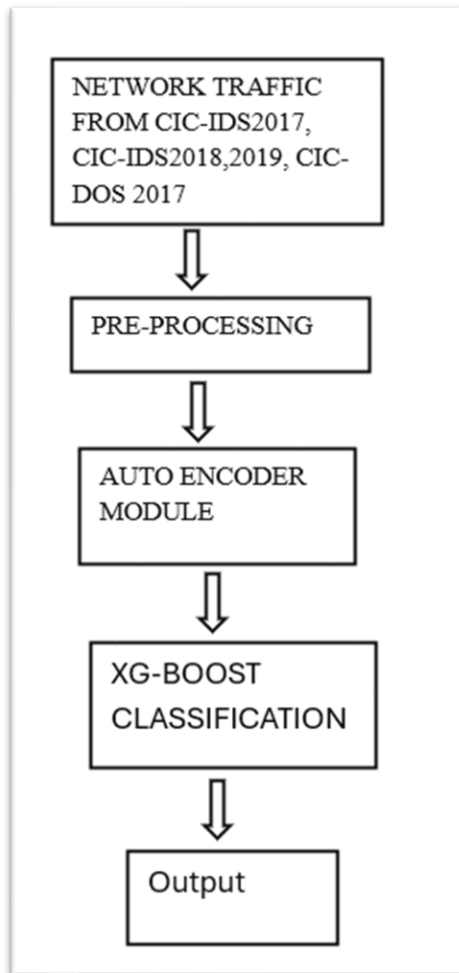 NETWORK TRAFFIC
FROM CIC-IDS2017,
CIC-IDS2018,2019, CIC-
DOS 2017
PRE-PROCESSING
AUTO ENCODER
MODULE
XG-BOOST
CLASSIFICATION
Output